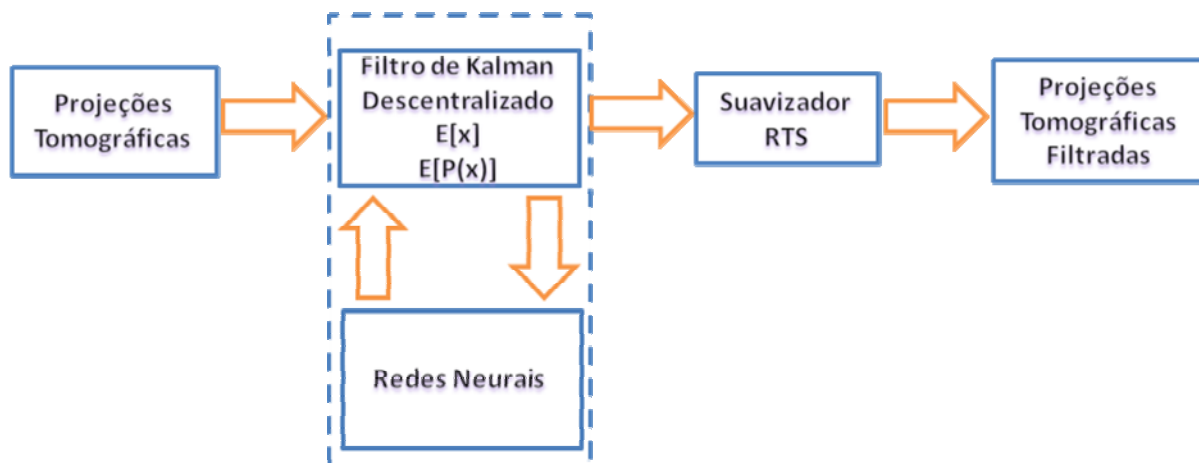 Projeções
Tomográficas
Filtro de Kalman
Descentralizado
E[x]
E[P(x)]
Suavizador
RTS
Projeções
Tomográficas
Filtradas
Redes Neurais